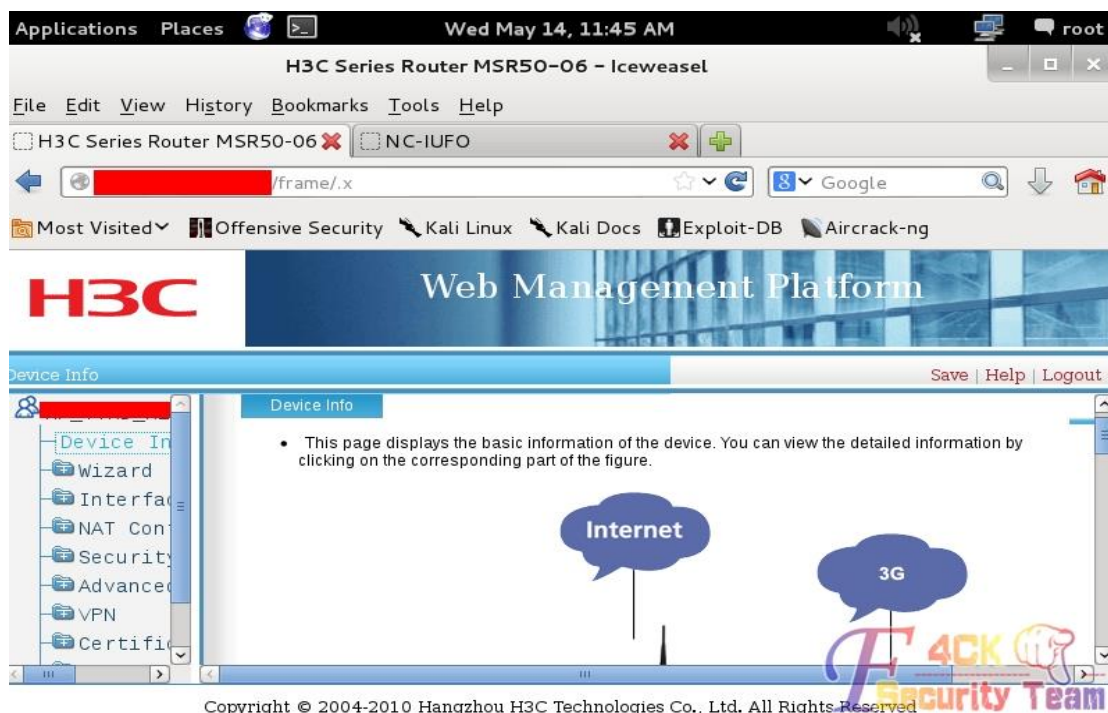 Applications Places Wed May 14, 11:45 AM root
H3C Series Router MSR50-06 - Iceweasel
File Edit View History Bookmarks Tools Help
H3C Series Router MSR50-06 NC-IUFO
/frame/.x Google
Most Visited Offensive Security Kali Linux Kali Docs Exploit-DB Aircrack-ng
H3C Web Management Platform
Device Info Save | Help | Logout
Device Info
• This page displays the basic information of the device. You can view the detailed information by
clicking on the corresponding part of the figure.
Device In
Wizard
Interfac
NAT Con
Security
Advanced
VPN
Certifi
Internet
3G
F4CK
Security Team
Copyright © 2004-2010 Hangzhou H3C Technologies Co., Ltd. All Rights Reserved